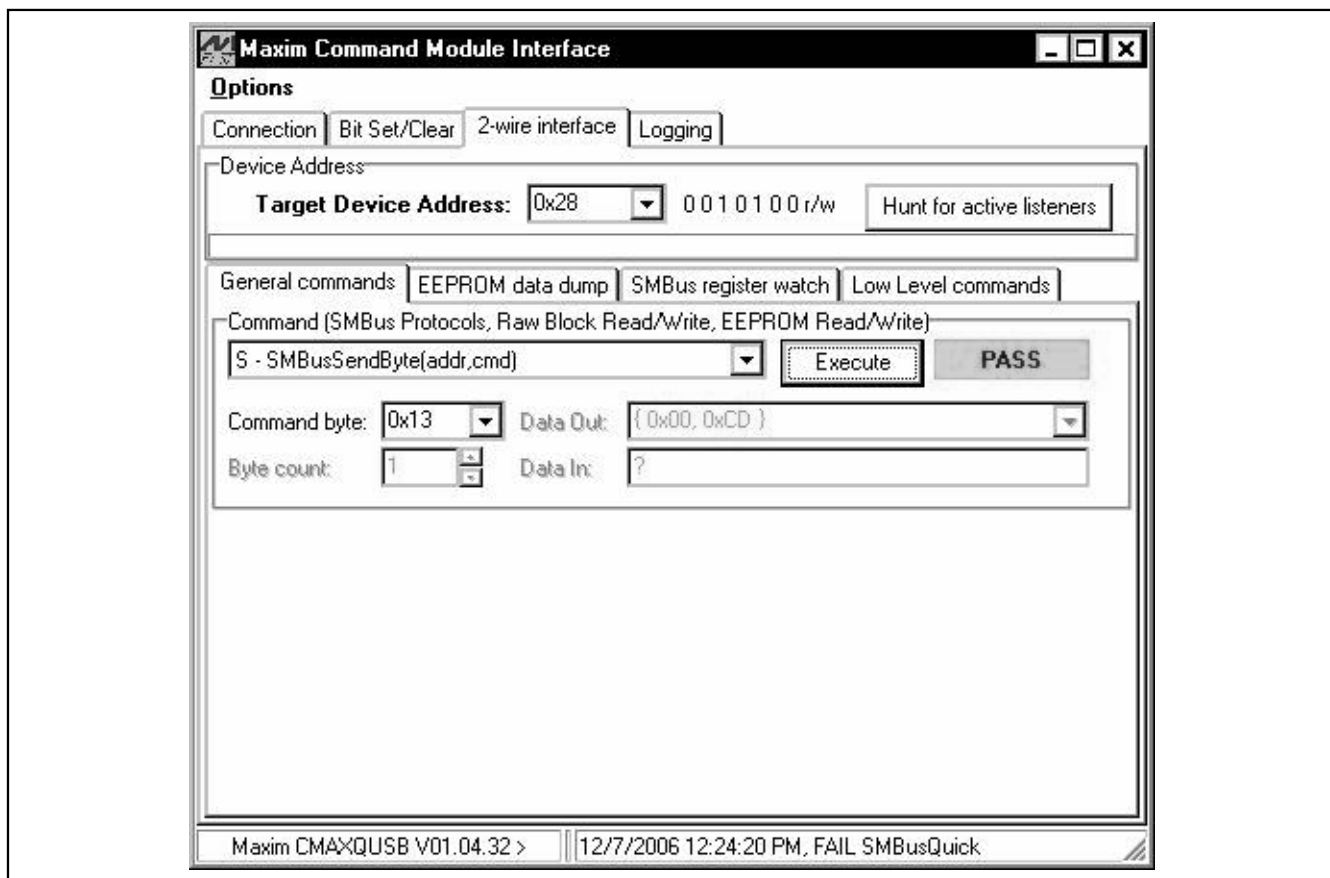 Maxim Command Module Interface
Options
Connection Bit Set/Clear 2-wire interface Logging
Device Address
Target Device Address: 0x28 0 0 1 0 1 0 0 r/w Hunt for active listeners
General commands EEPROM data dump SMBus register watch Low Level commands
Command (SMBus Protocols, Raw Block Read/Write, EEPROM Read/Write)
S - SMBusSendByte(addr,cmd) Execute PASS
Command byte: 0x13 Data Out: { 0x00, 0xCD }
Byte count: 1 Data In: ?
Maxim CMAXQUSB V01.04.32 > 12/7/2006 12:24:20 PM, FAIL SMBusQuick